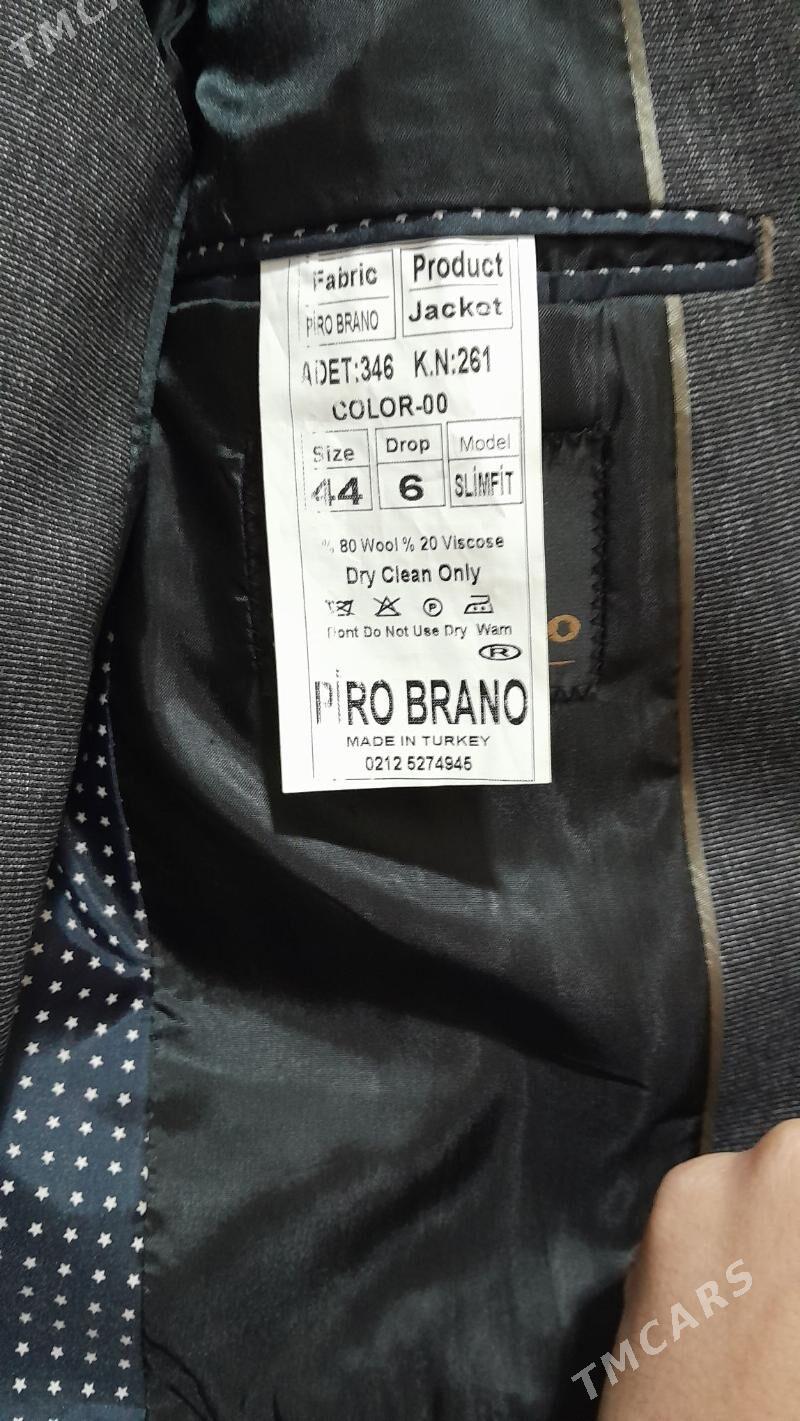 TMCARS
Fabric
PİRO BRANO
Product
Jacket
ADET:346 K.N:261
COLOR-00
Size
44
Drop
6
Model
SLİMFİT
% 80 Wool % 20 Viscose
Dry Clean Only
P
Dont Do Not Use Dry Warn
®
PİRO BRANO
MADE IN TURKEY
0212 5274945
TMCARS